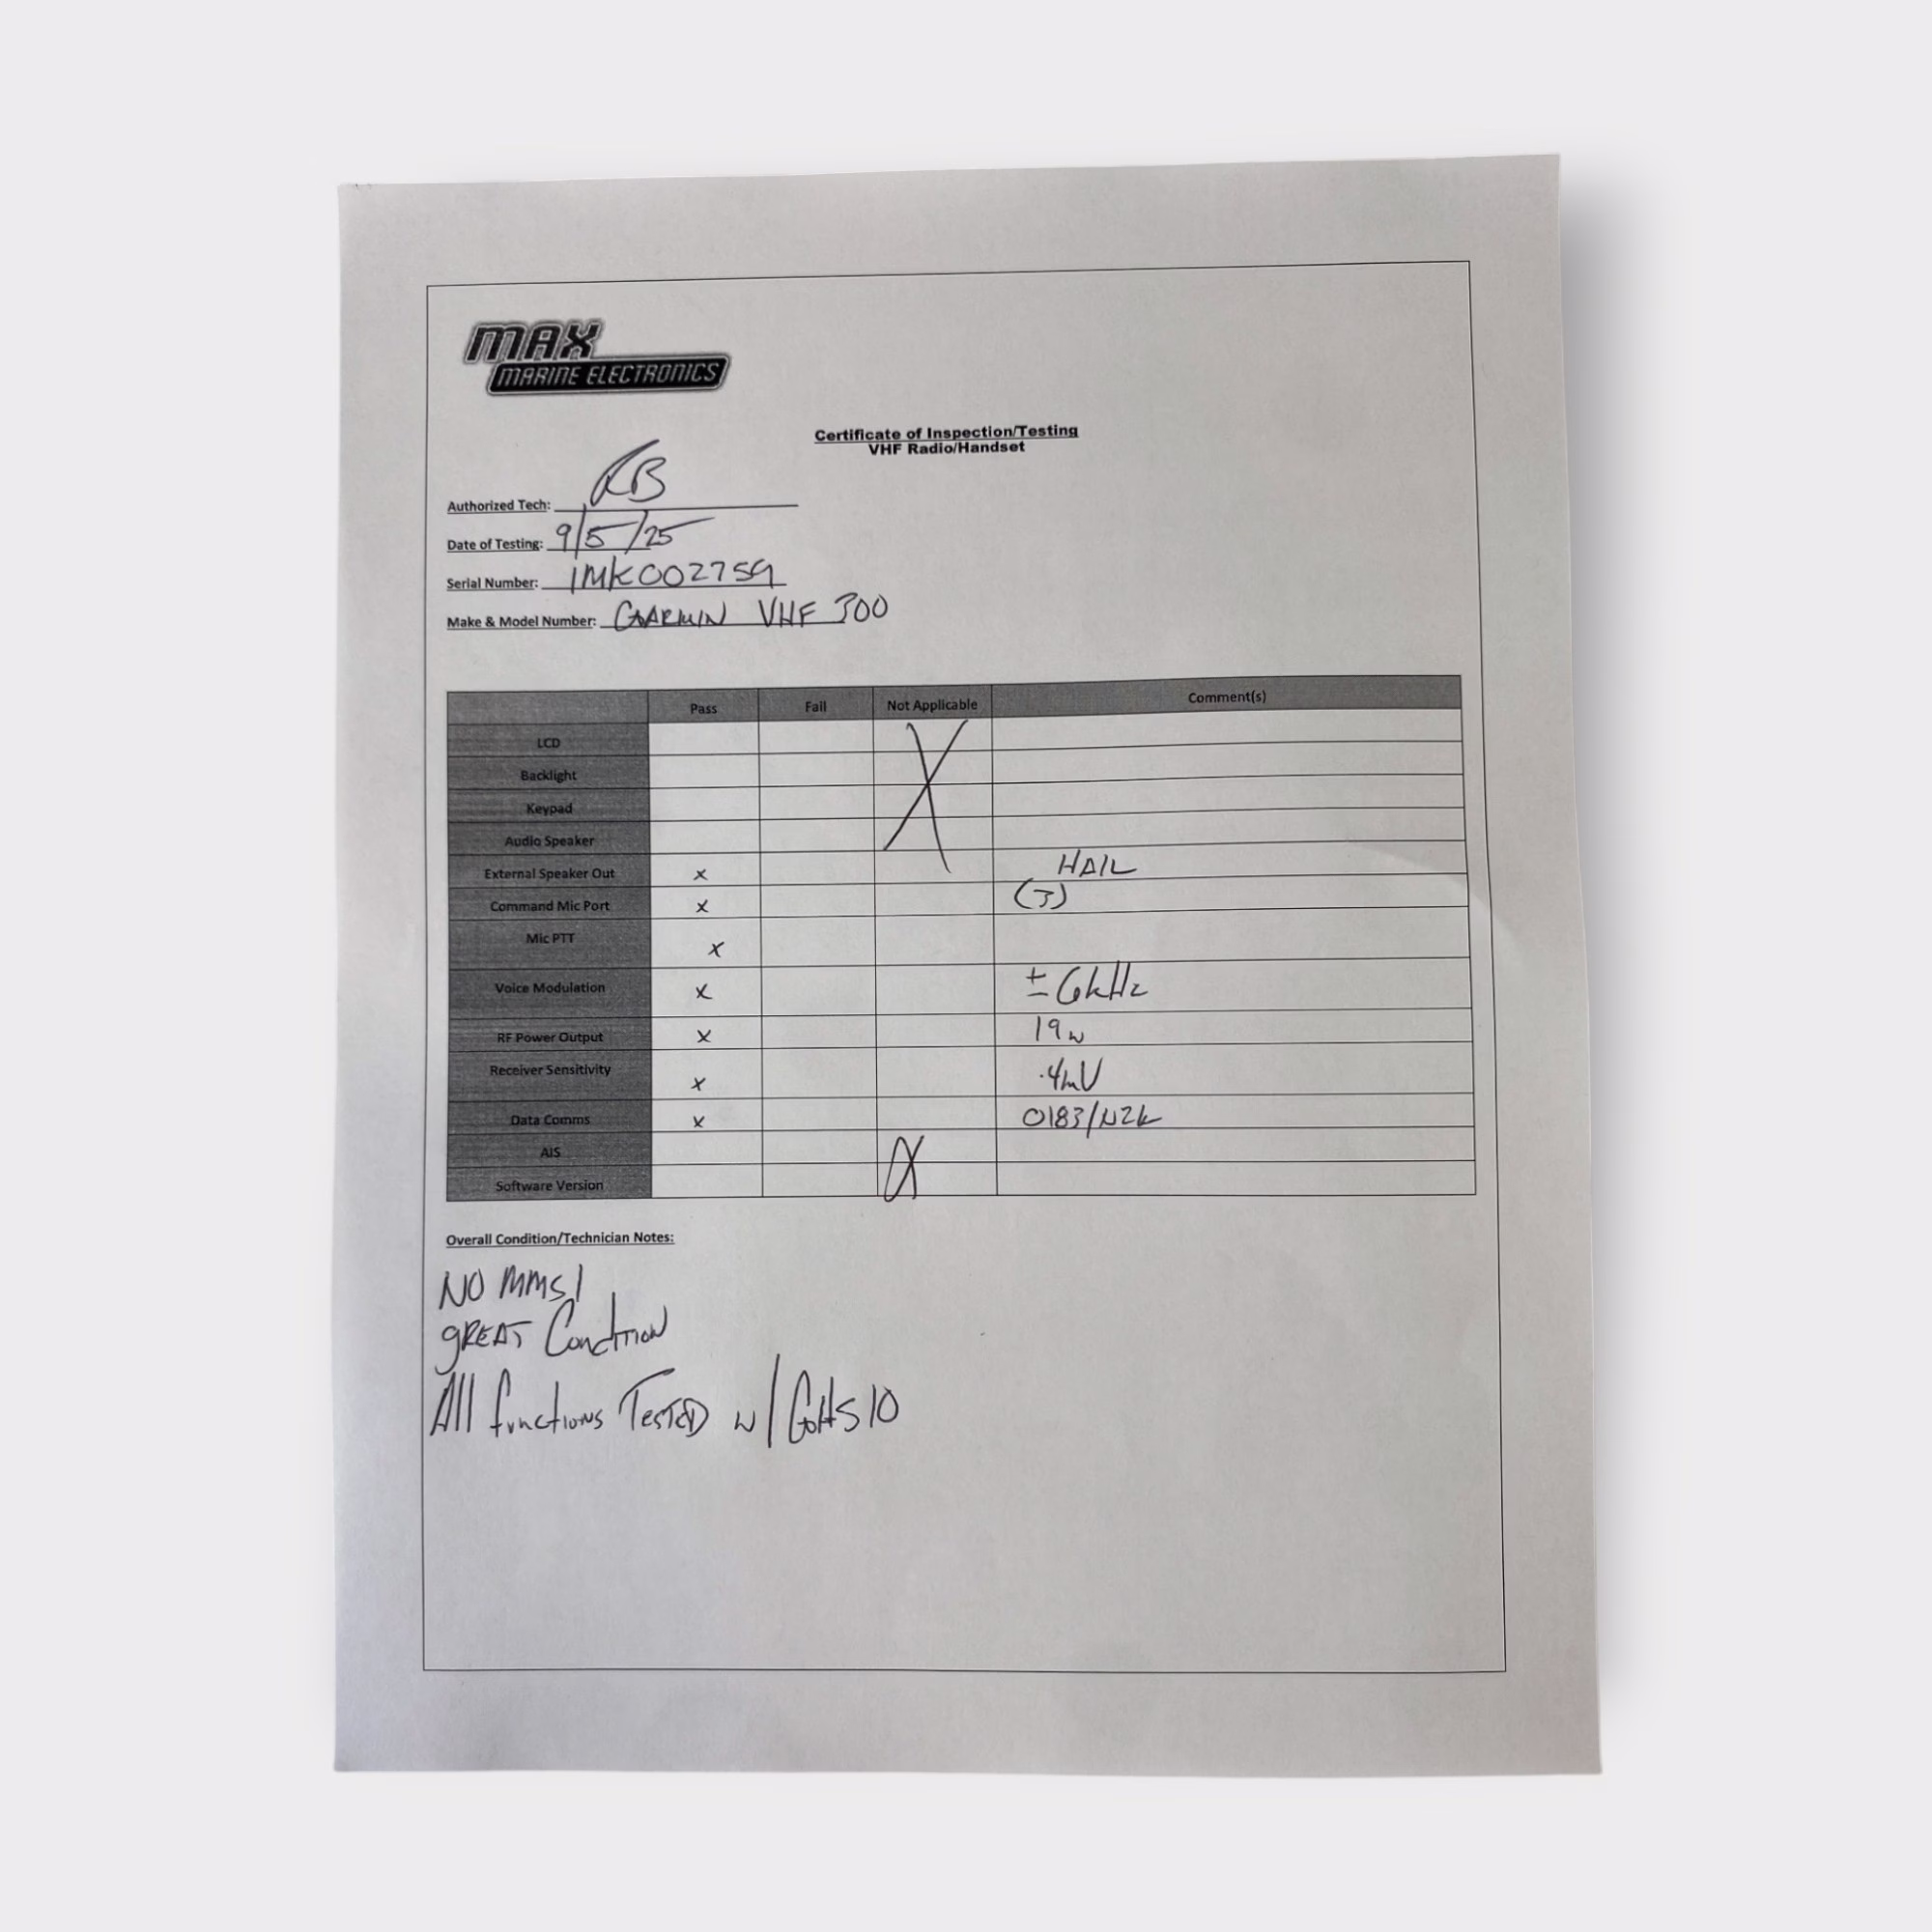 MAX
MARINE ELECTRONICS
Certificate of Inspection/Testing
VHF Radio/Handset
Authorized Tech: RB
Date of Testing: 9/5/25
Serial Number: 1MK002759
Make & Model Number: GARMIN VHF 300
Pass Fail Not Applicable Comment(s)
LCD X
Backlight
Keypad
Audio Speaker
External Speaker Out x HAIL
Command Mic Port x (3)
Mic PTT x
Voice Modulation x ± 6kHz
RF Power Output x 19w
Receiver Sensitivity x .4mV
Data Comms x 0183/N2k
AIS X
Software Version
Overall Condition/Technician Notes:
NO MMSI
GREAT Condition
All functions TESTED w/ GHS 10